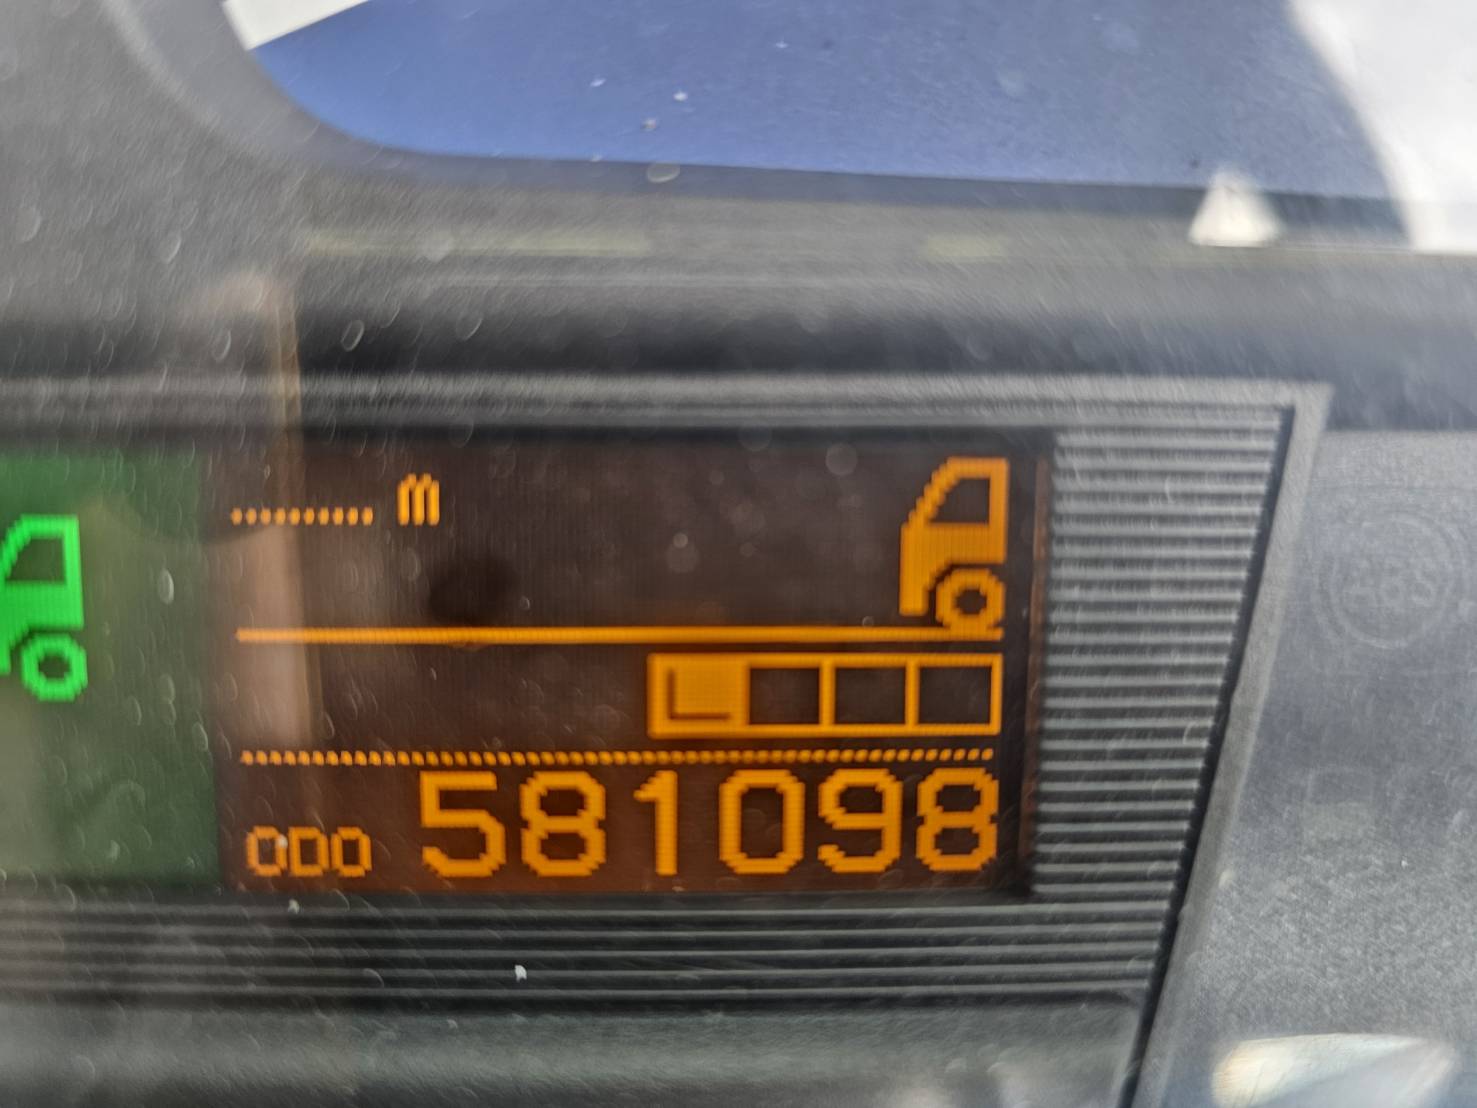 ......... m
L
ODO 581098